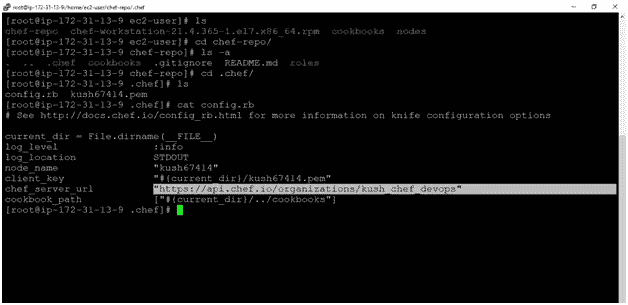 root@ip-172-31-13-9:/home/ec2-user/chef-repo/.chef
[root@ip-172-31-13-9 ec2-user]# ls
chef-repo chef-workstation-21.4.365-1.el7.x86_64.rpm cookbooks nodes
[root@ip-172-31-13-9 ec2-user]# cd chef-repo/
[root@ip-172-31-13-9 chef-repo]# ls -a
. .. .chef cookbooks .gitignore README.md roles
[root@ip-172-31-13-9 chef-repo]# cd .chef/
[root@ip-172-31-13-9 .chef]# ls
config.rb kush67414.pem
[root@ip-172-31-13-9 .chef]# cat config.rb
# See http://docs.chef.io/config_rb.html for more information on knife configuration options
current_dir = File.dirname(__FILE__)
log_level :info
log_location STDOUT
node_name "kush67414"
client_key "#{current_dir}/kush67414.pem"
chef_server_url "https://api.chef.io/organizations/kush_chef_devops"
cookbook_path ["#{current_dir}/../cookbooks"]
[root@ip-172-31-13-9 .chef]#